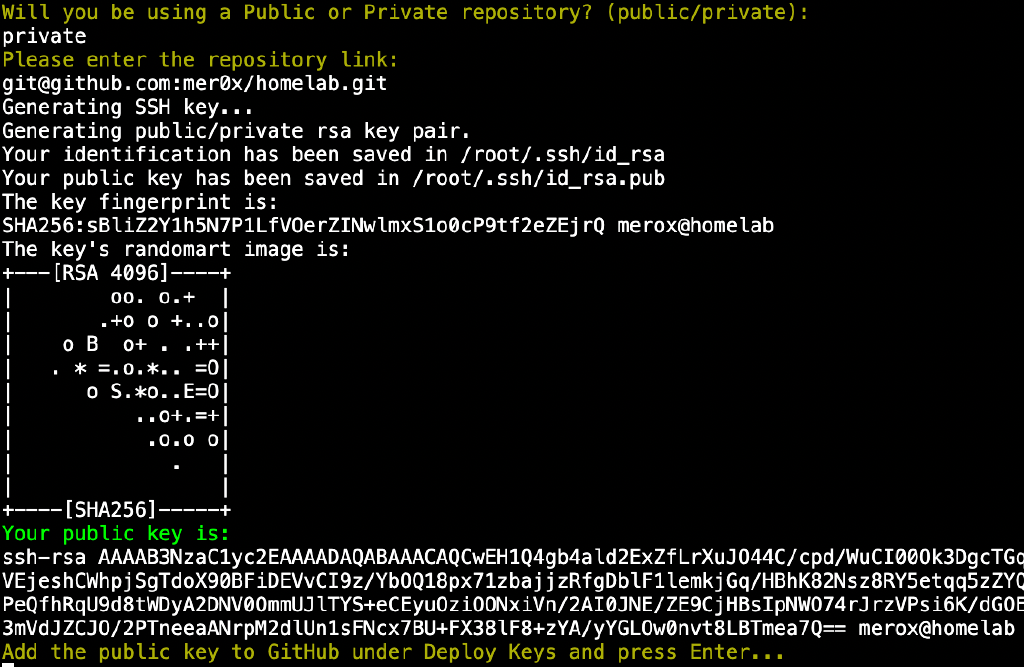 Will you be using a Public or Private repository? (public/private):
private
Please enter the repository link:
git@github.com:mer0x/homelab.git
Generating SSH key...
Generating public/private rsa key pair.
Your identification has been saved in /root/.ssh/id_rsa
Your public key has been saved in /root/.ssh/id_rsa.pub
The key fingerprint is:
SHA256:sBliZ2Y1h5N7P1LfVOerZINwlmxS1o0cP9tf2eZEjrQ merox@homelab
The key's randomart image is:
+---[RSA 4096]----+
|        oo. o.+  |
|       .+o o +..o|
|    o B  o+ . .++|
|   . * =.o.*.. =O|
|      o S.*o..E=O|
|          ..o+.=+|
|           .o.o o|
|             .   |
|                 |
+----[SHA256]-----+
Your public key is:
ssh-rsa AAAAB3NzaC1yc2EAAAADAQABAAACAQCwEH1Q4gb4ald2ExZfLrXuJO44C/cpd/WuCI00Ok3DgcTGo
VEjeshCWhpjSgTdoX90BFiDEVvCI9z/YbOQ18px71zbajjzRfgDblF1lemkjGq/HBhK82Nsz8RY5etqq5zZYQ
PeQfhRqU9d8tWDyA2DNV0OmmUJlTYS+eCEyuOziOONxiVn/2AI0JNE/ZE9CjHBsIpNWO74rJrzVPsi6K/dGOE
3mVdJZCJO/2PTneeaANrpM2dlUn1sFNcx7BU+FX38lF8+zYA/yYGLOw0nvt8LBTmea7Q== merox@homelab
Add the public key to GitHub under Deploy Keys and press Enter...